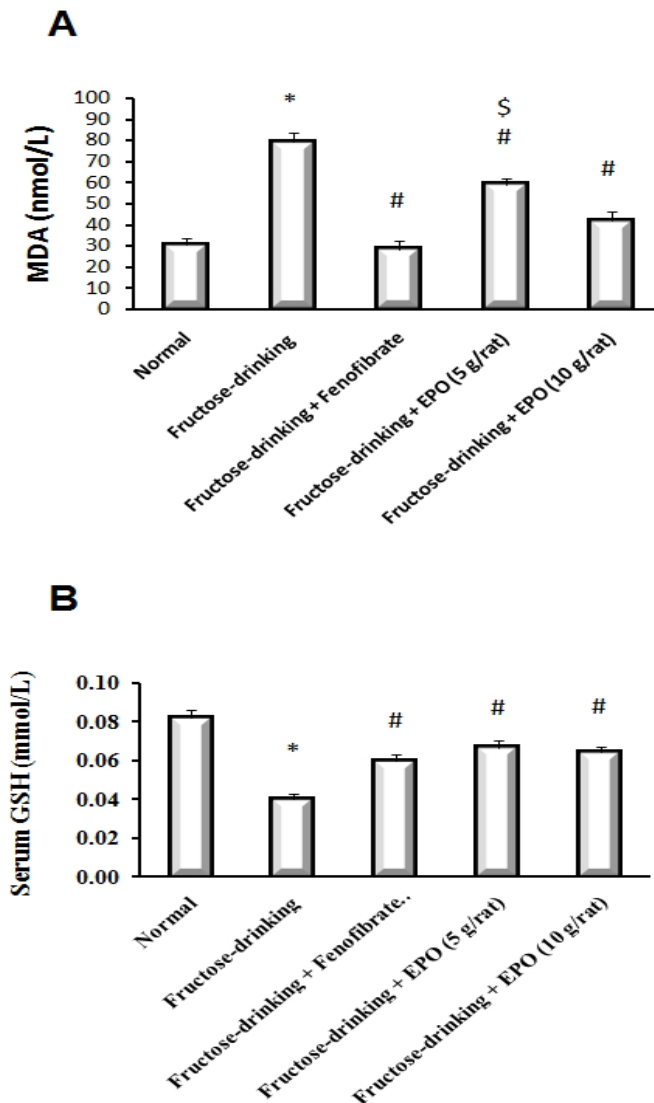 A
MDA (nmol/L)
100
90
80
70
60
50
40
30
20
10
0
*
#
$
#
#
Normal
Fructose-drinking
Fructose-drinking + Fenofibrate
Fructose-drinking + EPO (5 g/rat)
Fructose-drinking + EPO (10 g/rat)
B
Serum GSH (mmol/L)
0.10
0.08
0.06
0.04
0.02
0.00
*
#
#
#
Normal
Fructose-drinking
Fructose-drinking + Fenofibrate..
Fructose-drinking + EPO (5 g/rat)
Fructose-drinking + EPO (10 g/rat)